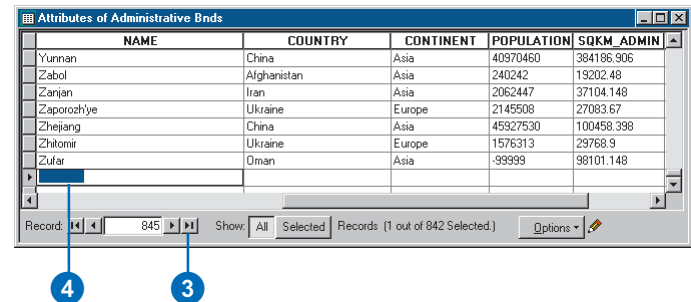 Attributes of Administrative Bnds
NAME COUNTRY CONTINENT POPULATION SQKM_ADMIN
Yunnan China Asia 40970460 384186.906
Zabol Afghanistan Asia 240242 19202.48
Zanjan Iran Asia 2062447 37104.148
Zaporozh'ye Ukraine Europe 2145508 27083.67
Zhejiang China Asia 45927530 100458.398
Zhitomir Ukraine Europe 1576313 29768.9
Zufar Oman Asia -99999 98101.148
Record: 845 Show: All Selected Records (1 out of 842 Selected.) Options
4 3